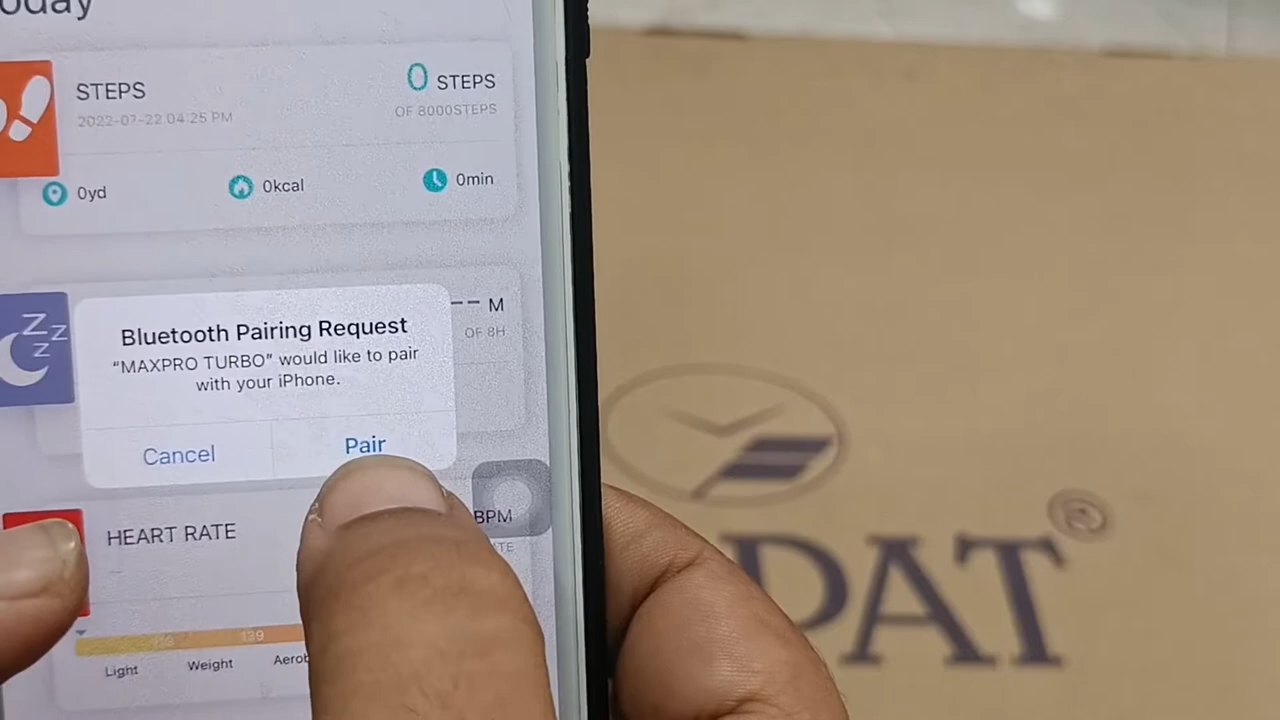 oday
STEPS
0 STEPS
2022-07-22 04:25 PM
OF 8000STEPS
0yd
0kcal
0min
Z Z Z
-- M
OF 8H
Bluetooth Pairing Request
“MAXPRO TURBO” would like to pair
with your iPhone.
Cancel
Pair
HEART RATE
BPM
139
Light
Weight
Aerob
DAT
®